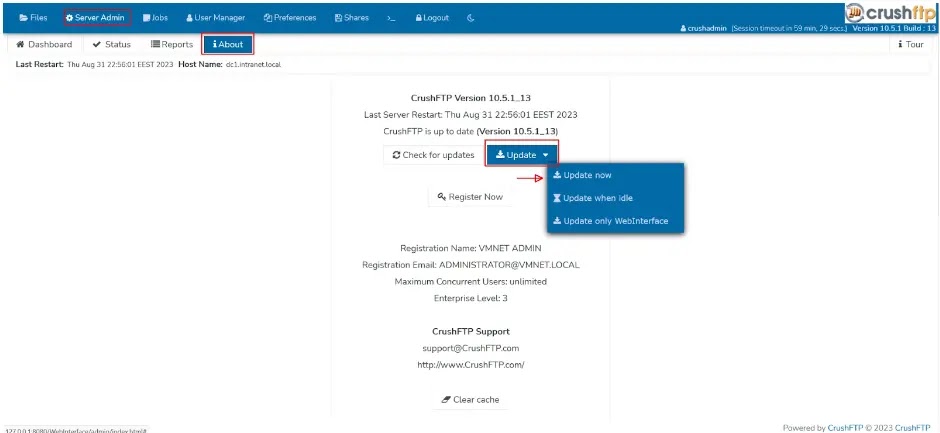 Files Server Admin Jobs User Manager Preferences Shares >_ Logout
crushftp
crushadmin (Session timeout in 59 min, 29 secs.) Version 10.5.1 Build : 13
Dashboard Status Reports i About i Tour
Last Restart: Thu Aug 31 22:56:01 EEST 2023 Host Name: dc1.intranet.local
CrushFTP Version 10.5.1_13
Last Server Restart: Thu Aug 31 22:56:01 EEST 2023
CrushFTP is up to date (Version 10.5.1_13)
Check for updates Update
Update now
Update when idle
Update only WebInterface
Register Now
Registration Name: VMNET ADMIN
Registration Email: ADMINISTRATOR@VMNET.LOCAL
Maximum Concurrent Users: unlimited
Enterprise Level: 3
CrushFTP Support
support@CrushFTP.com
http://www.CrushFTP.com/
Clear cache
127.0.0.1:8080/WebInterface/admin/index.html#
Powered by CrushFTP © 2023 CrushFTP